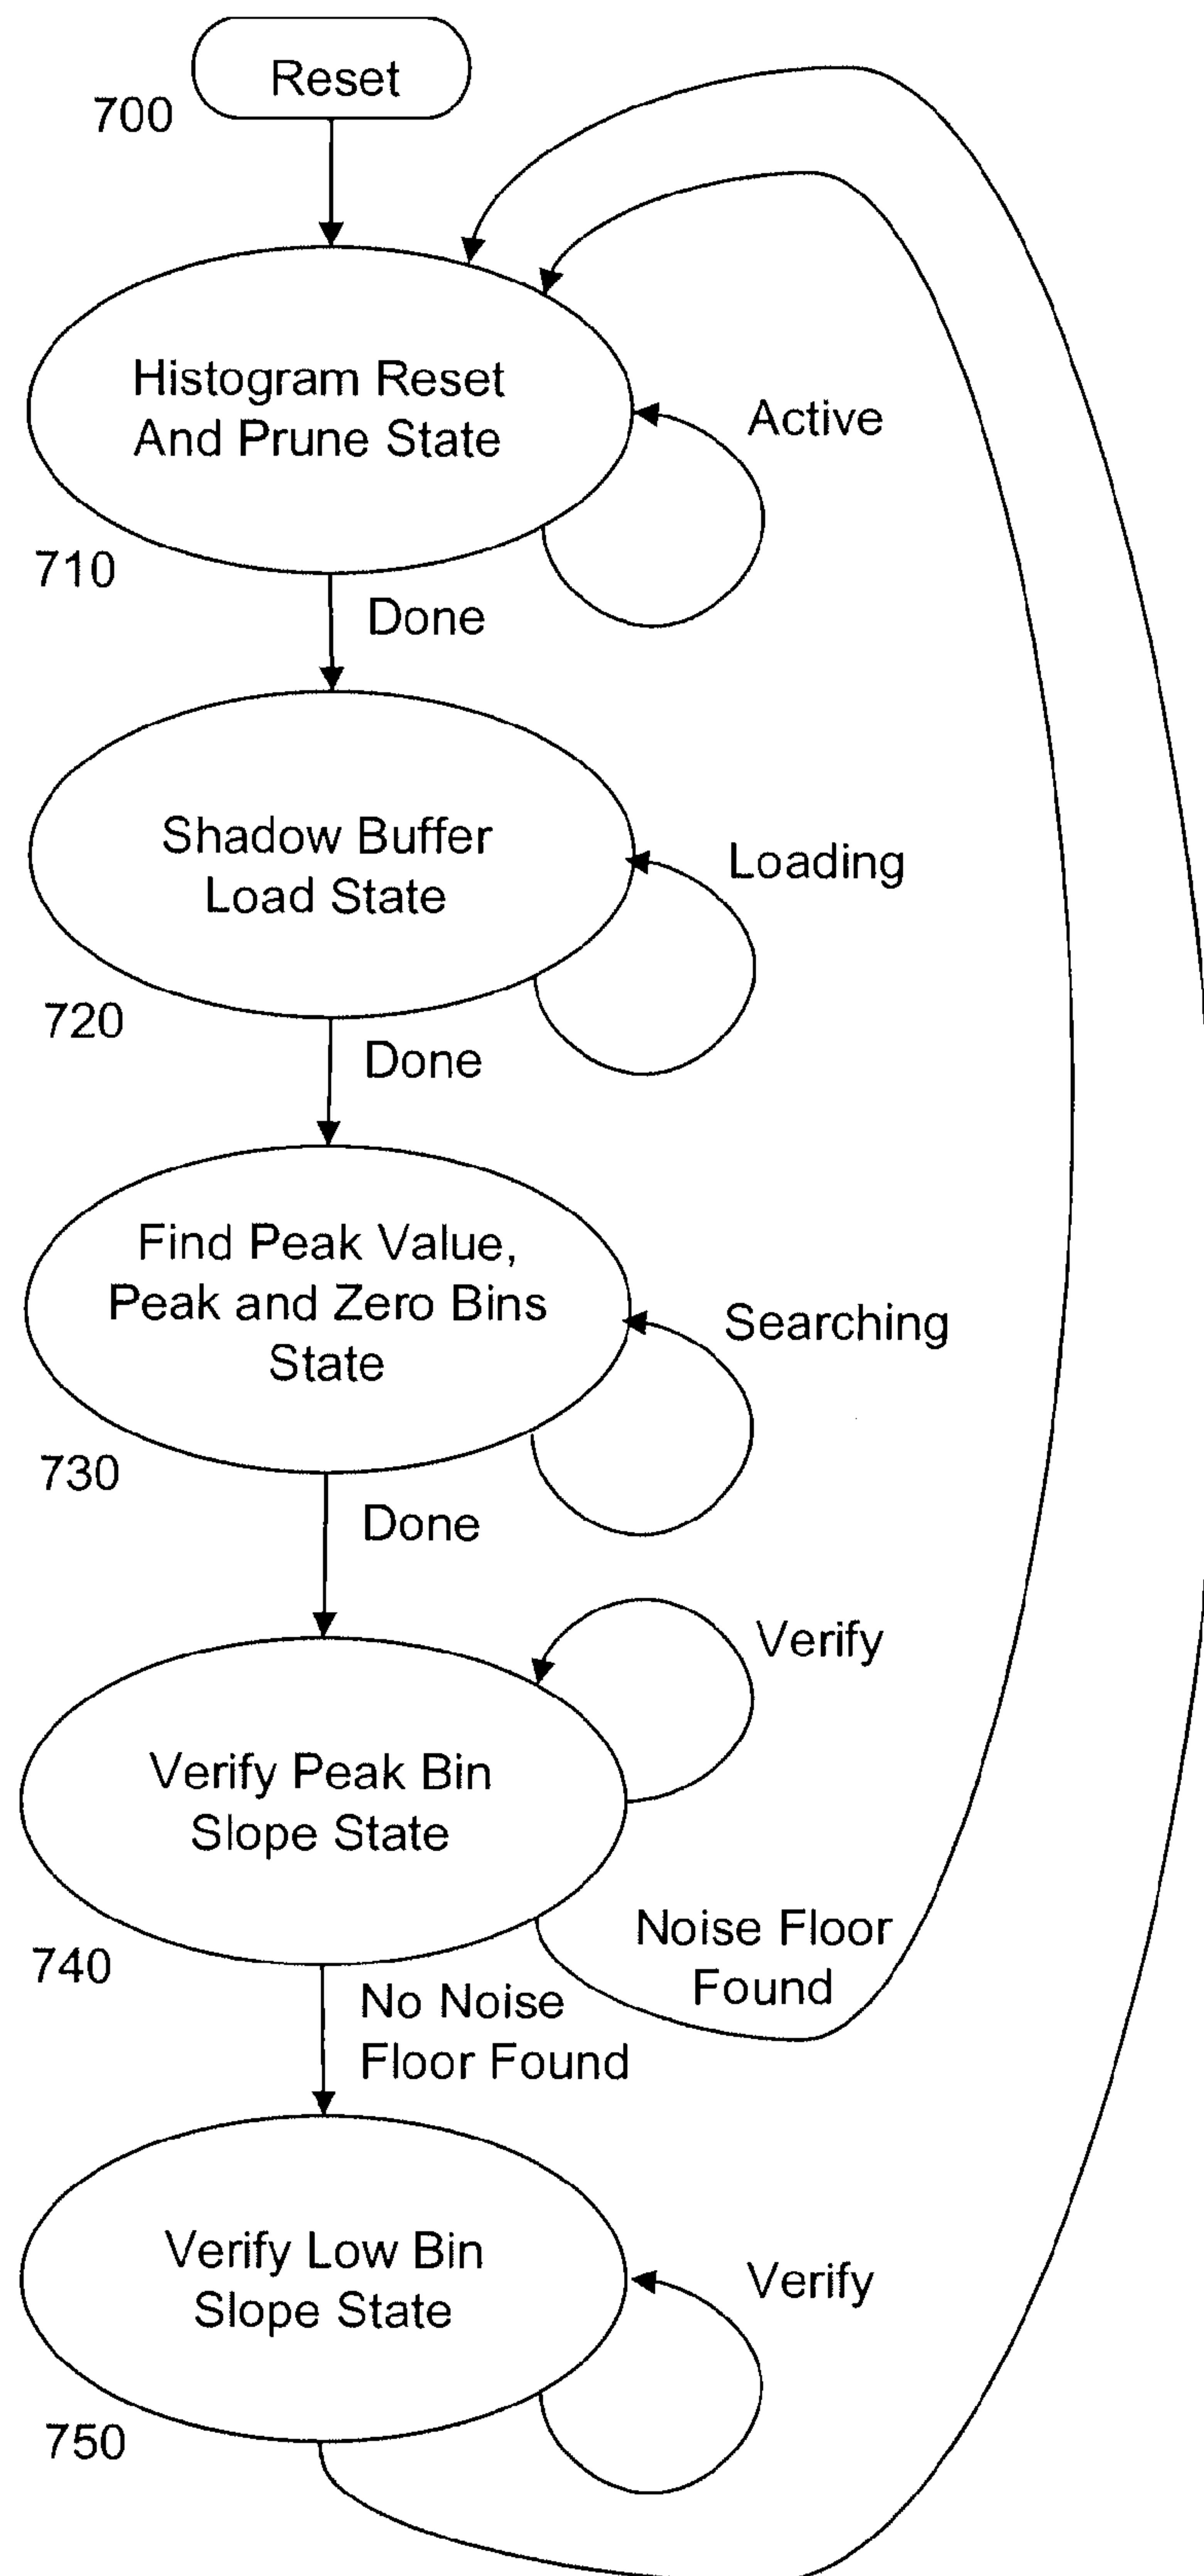 Reset
700
Histogram Reset
And Prune State
Active
710
Done
Shadow Buffer
Load State
Loading
720
Done
Find Peak Value,
Peak and Zero Bins
State
Searching
730
Done
Verify
Verify Peak Bin
Slope State
Noise Floor
Found
740
No Noise
Floor Found
Verify Low Bin
Slope State
Verify
750